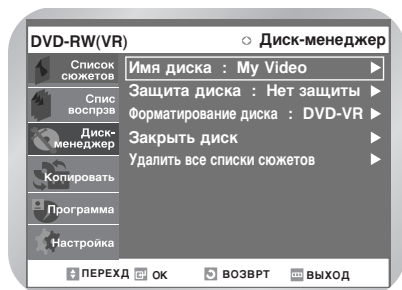 DVD-RW(VR)
Диск-менеджер
Список
сюжетов
Спис
воспрзв
Диск-
менеджер
Копировать
Программа
Настройка
Имя диска : My Video
Защита диска : Нет защиты
Форматирование диска : DVD-VR
Закрыть диск
Удалить все списки сюжетов
ПЕРЕХД ОК ВОЗВРТ ВЫХОД